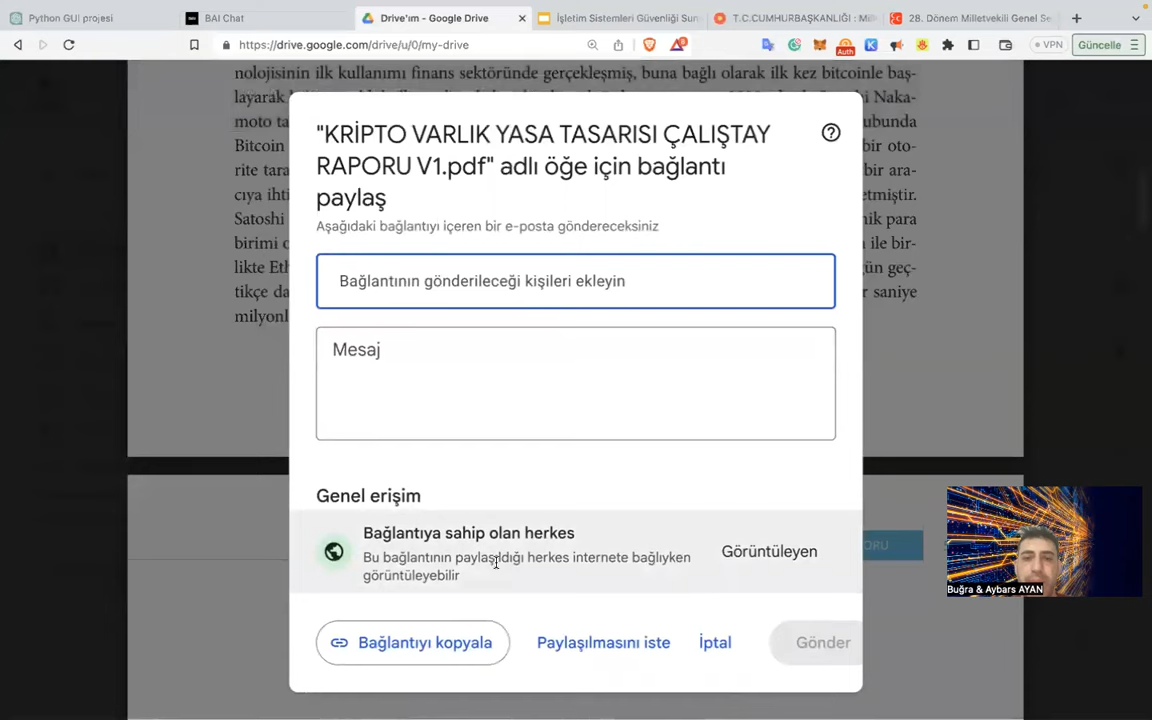 Python GUI projesi
BAI Chat
Drive'ım - Google Drive
İşletim Sistemleri Güvenliği Sun
T.C.CUMHURBAŞKANLIĞI : Mill
28. Dönem Milletvekili Genel Se
https://drive.google.com/drive/u/0/my-drive
Auth
VPN
Güncelle
nolojisinin ilk kullanımı finans sektöründe gerçekleşmiş, buna bağlı olarak ilk kez bitcoinle baş-
layarak
Naka-
moto ta
ubunda
Bitcoin
bir oto-
rite tara
bir ara-
cıya ihti
etmiştir.
Satoshi
nik para
birimi o
a ile bir-
likte Eth
gün geç-
tikçe da
r saniye
milyonl
"KRİPTO VARLIK YASA TASARISI ÇALIŞTAY
RAPORU V1.pdf" adlı öğe için bağlantı
paylaş
Aşağıdaki bağlantıyı içeren bir e-posta göndereceksiniz
Bağlantının gönderileceği kişileri ekleyin
Mesaj
Genel erişim
Bağlantıya sahip olan herkes
Bu bağlantının paylaşıldığı herkes internete bağlıyken
görüntüleyebilir
Görüntüleyen
ORU
Bağlantıyı kopyala
Paylaşılmasını iste
İptal
Gönder
Buğra & Aybars AYAN